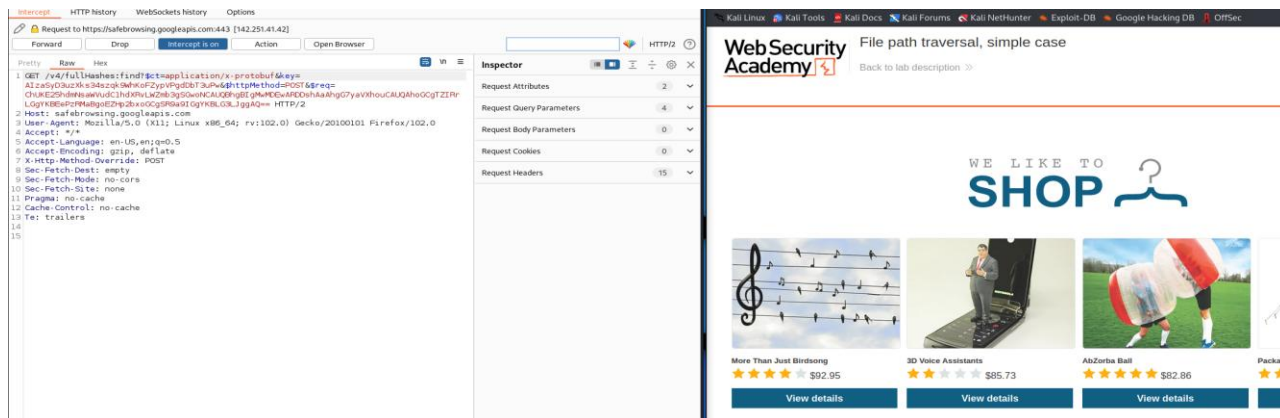 Intercept HTTP history WebSockets history Options
Request to https://safebrowsing.googleapis.com:443 [142.251.41.42]
Forward Drop Intercept is on Action Open Browser HTTP/2
Pretty Raw Hex \n
1 GET /v4/fullHashes:find?$ct=application/x-protobuf&key=
&$httpMethod=POST&$req=
HTTP/2
2 Host: safebrowsing.googleapis.com
3 User-Agent: Mozilla/5.0 (X11; Linux x86_64; rv:102.0) Gecko/20100101 Firefox/102.0
4 Accept: */*
5 Accept-Language: en-US,en;q=0.5
6 Accept-Encoding: gzip, deflate
7 X-Http-Method-Override: POST
8 Sec-Fetch-Dest: empty
9 Sec-Fetch-Mode: no-cors
10 Sec-Fetch-Site: none
11 Pragma: no-cache
12 Cache-Control: no-cache
13 Te: trailers
14
15
Inspector
Request Attributes 2
Request Query Parameters 4
Request Body Parameters 0
Request Cookies 0
Request Headers 15
Kali Linux Kali Tools Kali Docs Kali Forums Kali NetHunter Exploit-DB Google Hacking DB OffSec
Web Security
Academy
File path traversal, simple case
Back to lab description
WE LIKE TO
SHOP
More Than Just Birdsong 3D Voice Assistants AbZorba Ball Packa
$92.95 $85.73 $82.86
View details View details View details